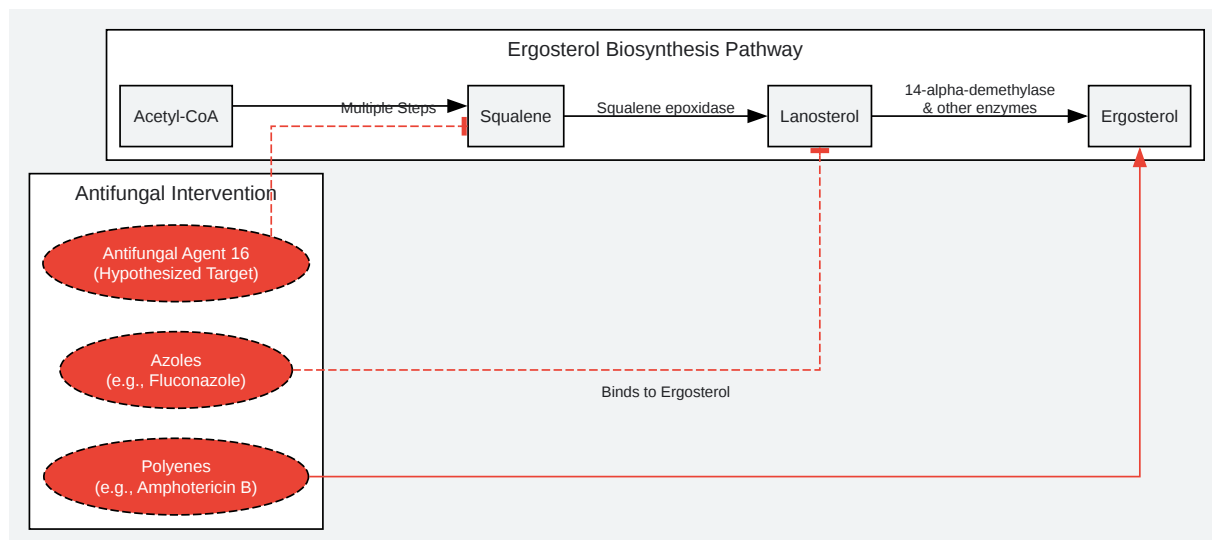 Ergosterol Biosynthesis Pathway
Acetyl-CoA
Multiple Steps
Squalene
Squalene epoxidase
Lanosterol
14-alpha-demethylase
& other enzymes
Ergosterol
Antifungal Intervention
Antifungal Agent 16
(Hypothesized Target)
Azoles
(e.g., Fluconazole)
Binds to Ergosterol
Polyenes
(e.g., Amphotericin B)